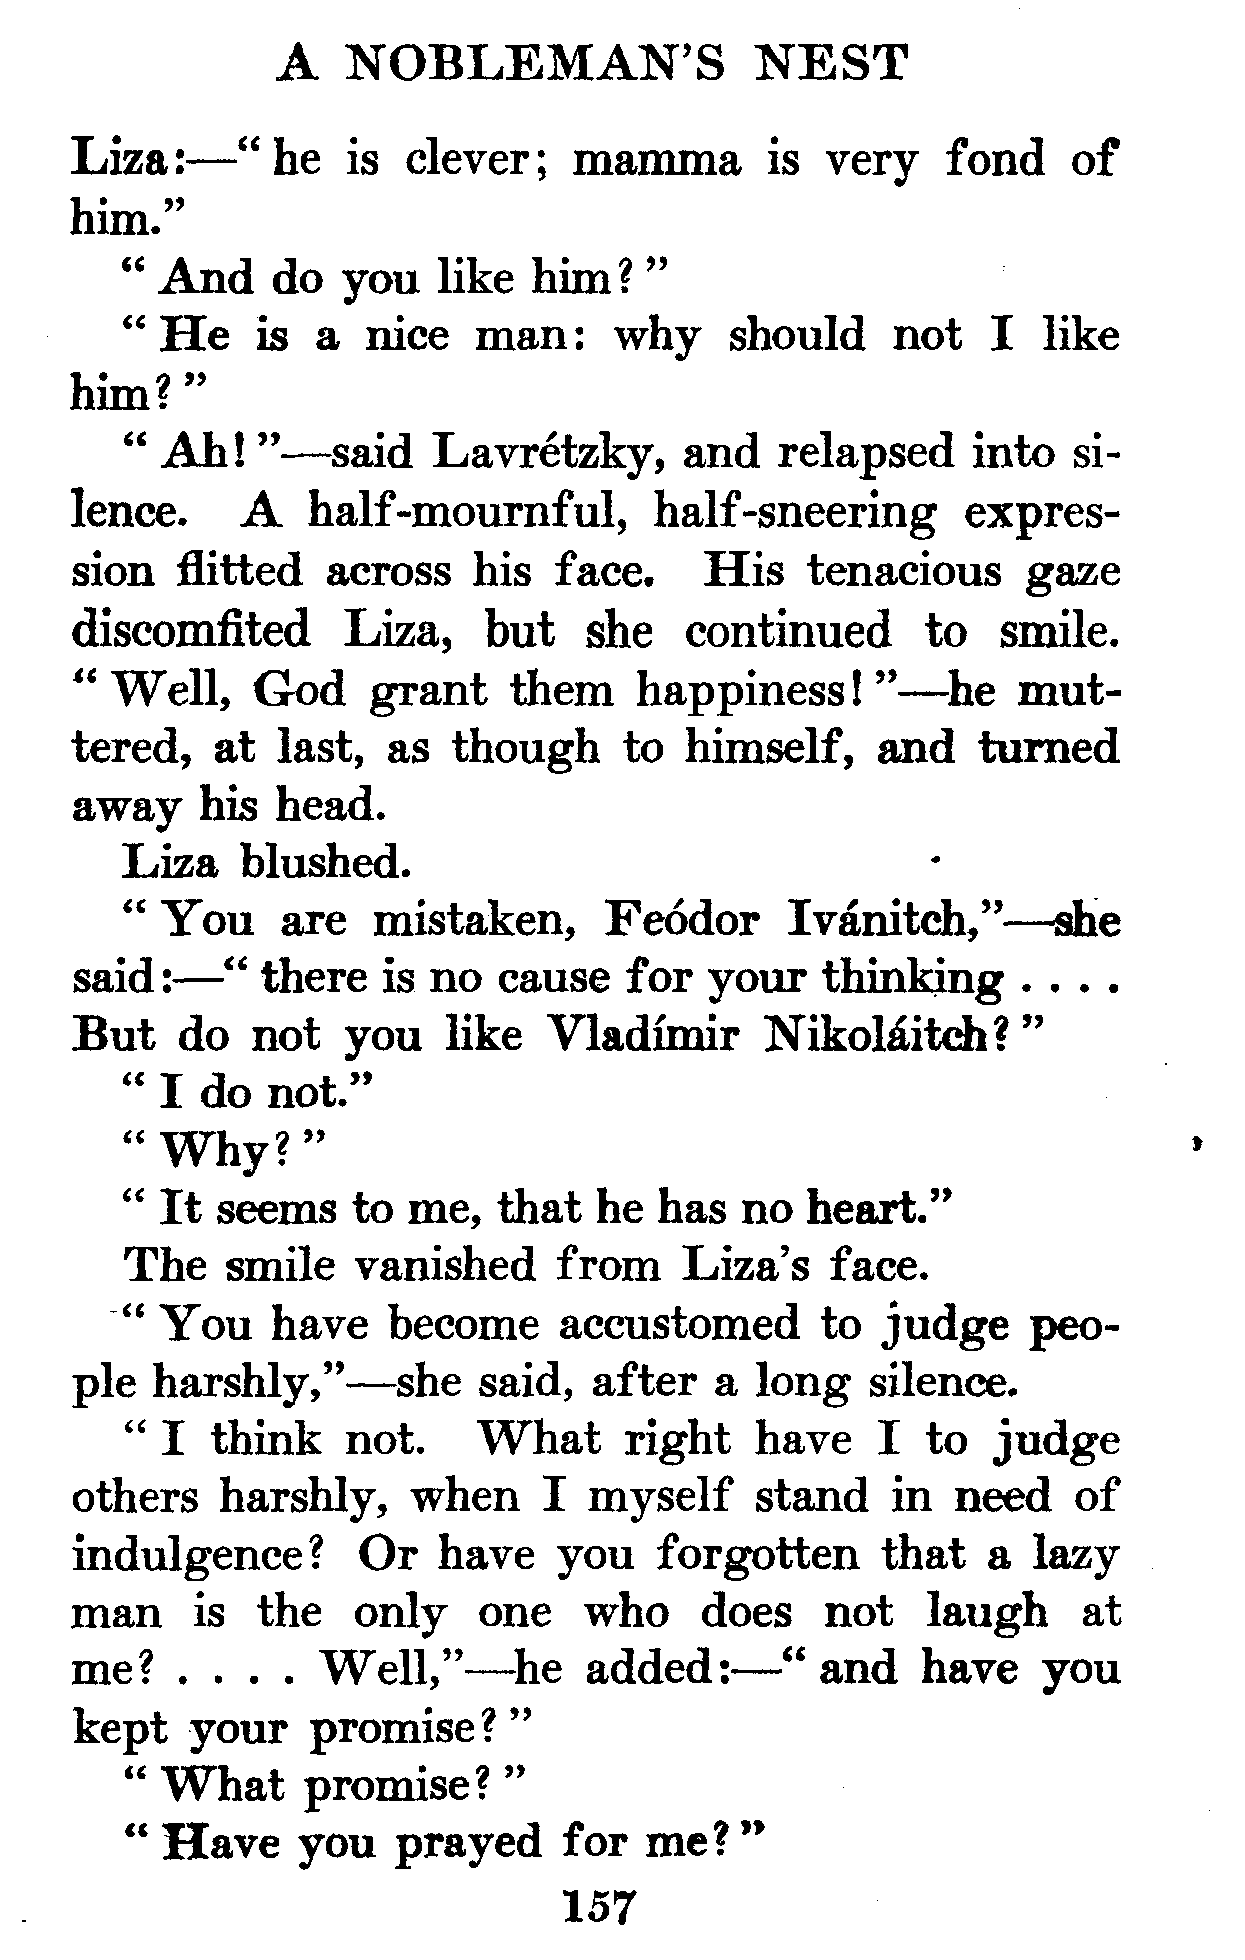 A NOBLEMAN'S NEST
Liza:—“ he is clever; mamma is very fond of
him.”
“ And do you like him? ”
“ He is a nice man: why should not I like
him? ”
“ Ah! ”—said Lavrétzky, and relapsed into si-
lence. A half-mournful, half-sneering expres-
sion flitted across his face. His tenacious gaze
discomfited Liza, but she continued to smile.
“ Well, God grant them happiness! ”—he mut-
tered, at last, as though to himself, and turned
away his head.
Liza blushed.
“ You are mistaken, Feódor Ivánitch,”—she
said:—“ there is no cause for your thinking . . . .
But do not you like Vladímir Nikoláitch? ”
“ I do not.”
“ Why? ”
“ It seems to me, that he has no heart.”
The smile vanished from Liza's face.
“ You have become accustomed to judge peo-
ple harshly,”—she said, after a long silence.
“ I think not. What right have I to judge
others harshly, when I myself stand in need of
indulgence? Or have you forgotten that a lazy
man is the only one who does not laugh at
me? . . . . Well,”—he added:—“ and have you
kept your promise? ”
“ What promise? ”
“ Have you prayed for me? ”
157